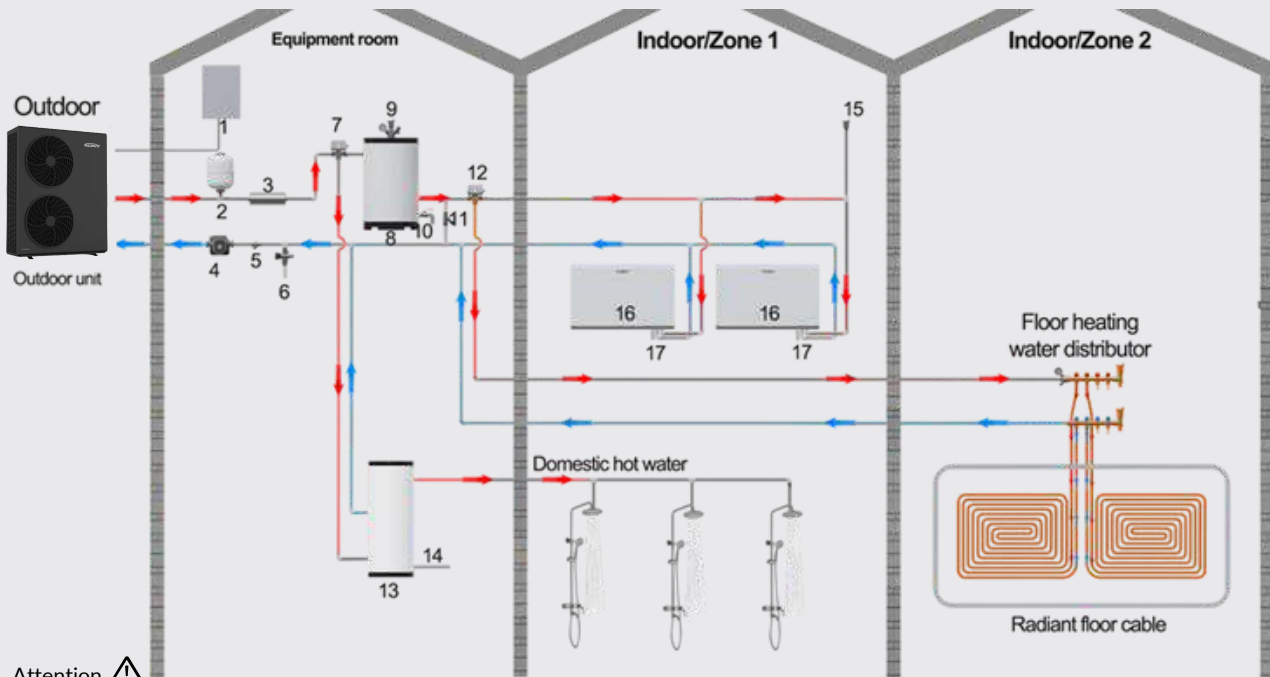 Equipment room
Indoor/Zone 1
Indoor/Zone 2
Outdoor
1
7
9
15
3
12
2
8
10
11
4
5
6
Outdoor unit
16
16
17
17
Floor heating
water distributor
Domestic hot water
14
13
Radiant floor cable
Attention